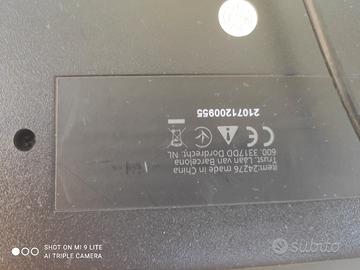 item:24276 made in China
Trust. Laan van Barcelona
600. 3317DD Dordrecht. NL
CE
21071200955
SHOT ON MI 9 LITE
AI TRIPLE CAMERA
subito